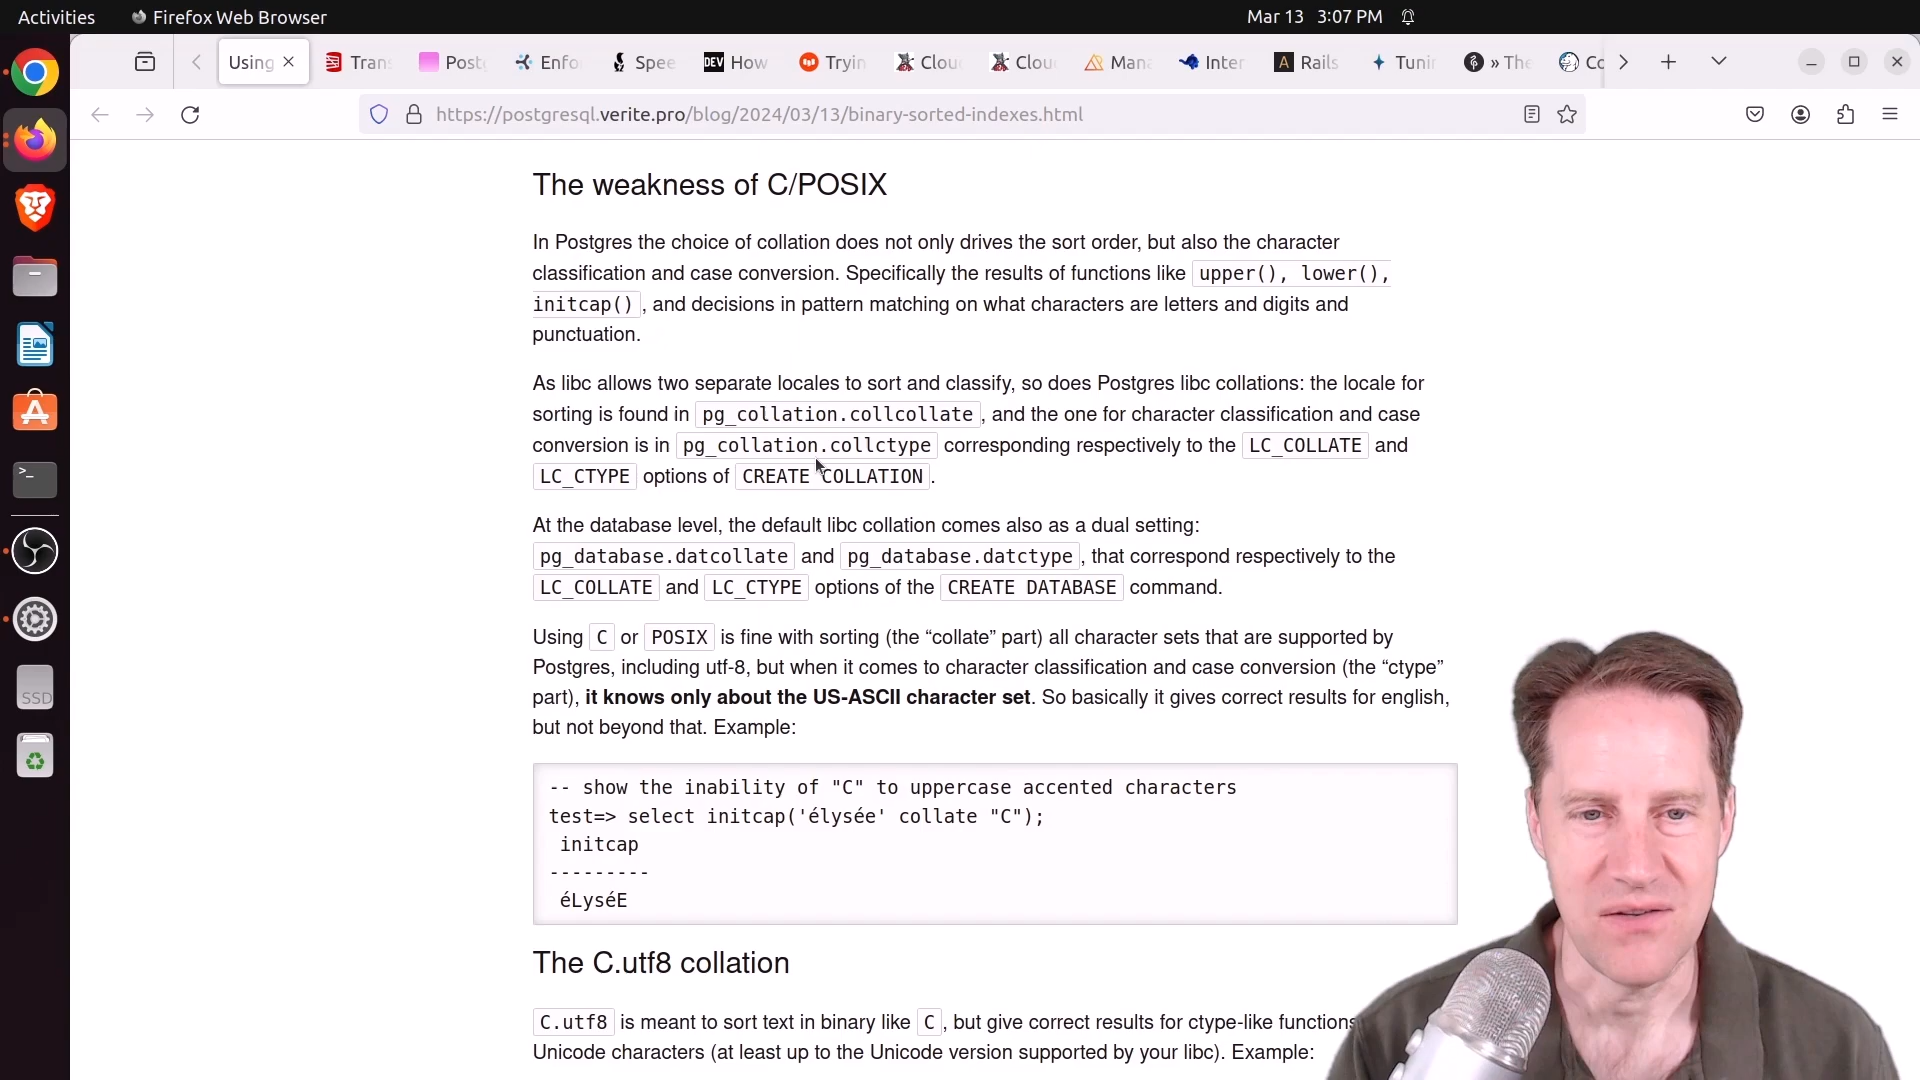 Activities Firefox Web Browser Mar 13 3:07 PM
Using Trans Postg Enfo Spee DEV How Tryin Clou Clou Mana Inter A Rails Tunin » The Co
https://postgresql.verite.pro/blog/2024/03/13/binary-sorted-indexes.html
The weakness of C/POSIX
In Postgres the choice of collation does not only drives the sort order, but also the character
classification and case conversion. Specifically the results of functions like upper(), lower(),
initcap() , and decisions in pattern matching on what characters are letters and digits and
punctuation.
As libc allows two separate locales to sort and classify, so does Postgres libc collations: the locale for
sorting is found in pg_collation.collcollate , and the one for character classification and case
conversion is in pg_collation.collctype corresponding respectively to the LC_COLLATE and
LC_CTYPE options of CREATE COLLATION .
At the database level, the default libc collation comes also as a dual setting:
pg_database.datcollate and pg_database.datctype , that correspond respectively to the
LC_COLLATE and LC_CTYPE options of the CREATE DATABASE command.
Using C or POSIX is fine with sorting (the “collate” part) all character sets that are supported by
Postgres, including utf-8, but when it comes to character classification and case conversion (the “ctype”
part), it knows only about the US-ASCII character set. So basically it gives correct results for english,
but not beyond that. Example:
-- show the inability of "C" to uppercase accented characters
test=> select initcap('élysée' collate "C");
initcap
---------
éLyséE
The C.utf8 collation
C.utf8 is meant to sort text in binary like C , but give correct results for ctype-like functions
Unicode characters (at least up to the Unicode version supported by your libc). Example:
SSD